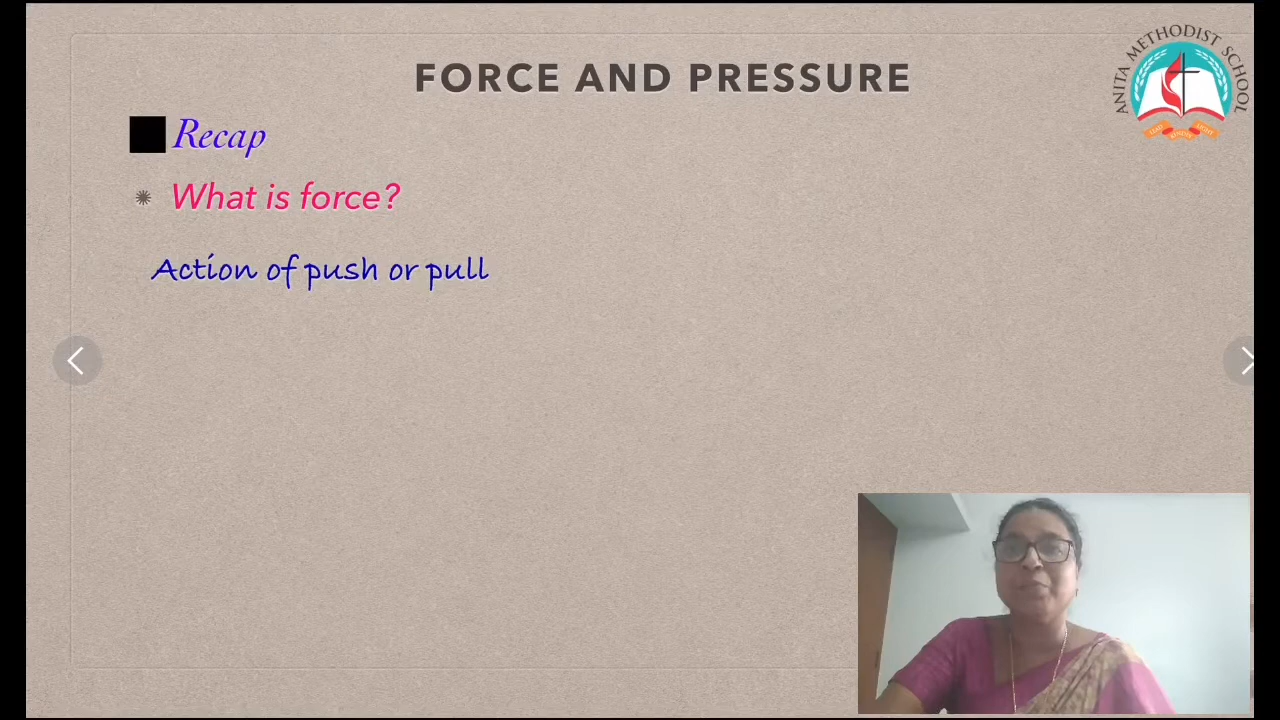 FORCE AND PRESSURE
ANITA METHODIST SCHOOL
Recap
What is force?
Action of push or pull